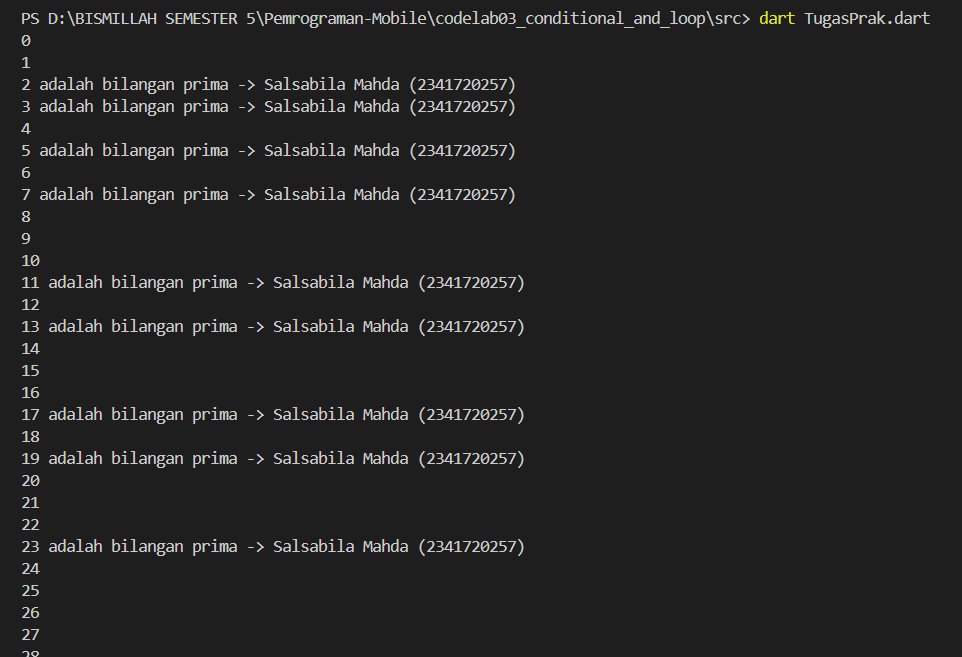 PS D:\BISMILLAH SEMESTER 5\Pemrograman-Mobile\codelab03_conditional_and_loop\src> dart TugasPrak.dart
0
1
2 adalah bilangan prima -> Salsabila Mahda (2341720257)
3 adalah bilangan prima -> Salsabila Mahda (2341720257)
4
5 adalah bilangan prima -> Salsabila Mahda (2341720257)
6
7 adalah bilangan prima -> Salsabila Mahda (2341720257)
8
9
10
11 adalah bilangan prima -> Salsabila Mahda (2341720257)
12
13 adalah bilangan prima -> Salsabila Mahda (2341720257)
14
15
16
17 adalah bilangan prima -> Salsabila Mahda (2341720257)
18
19 adalah bilangan prima -> Salsabila Mahda (2341720257)
20
21
22
23 adalah bilangan prima -> Salsabila Mahda (2341720257)
24
25
26
27
28